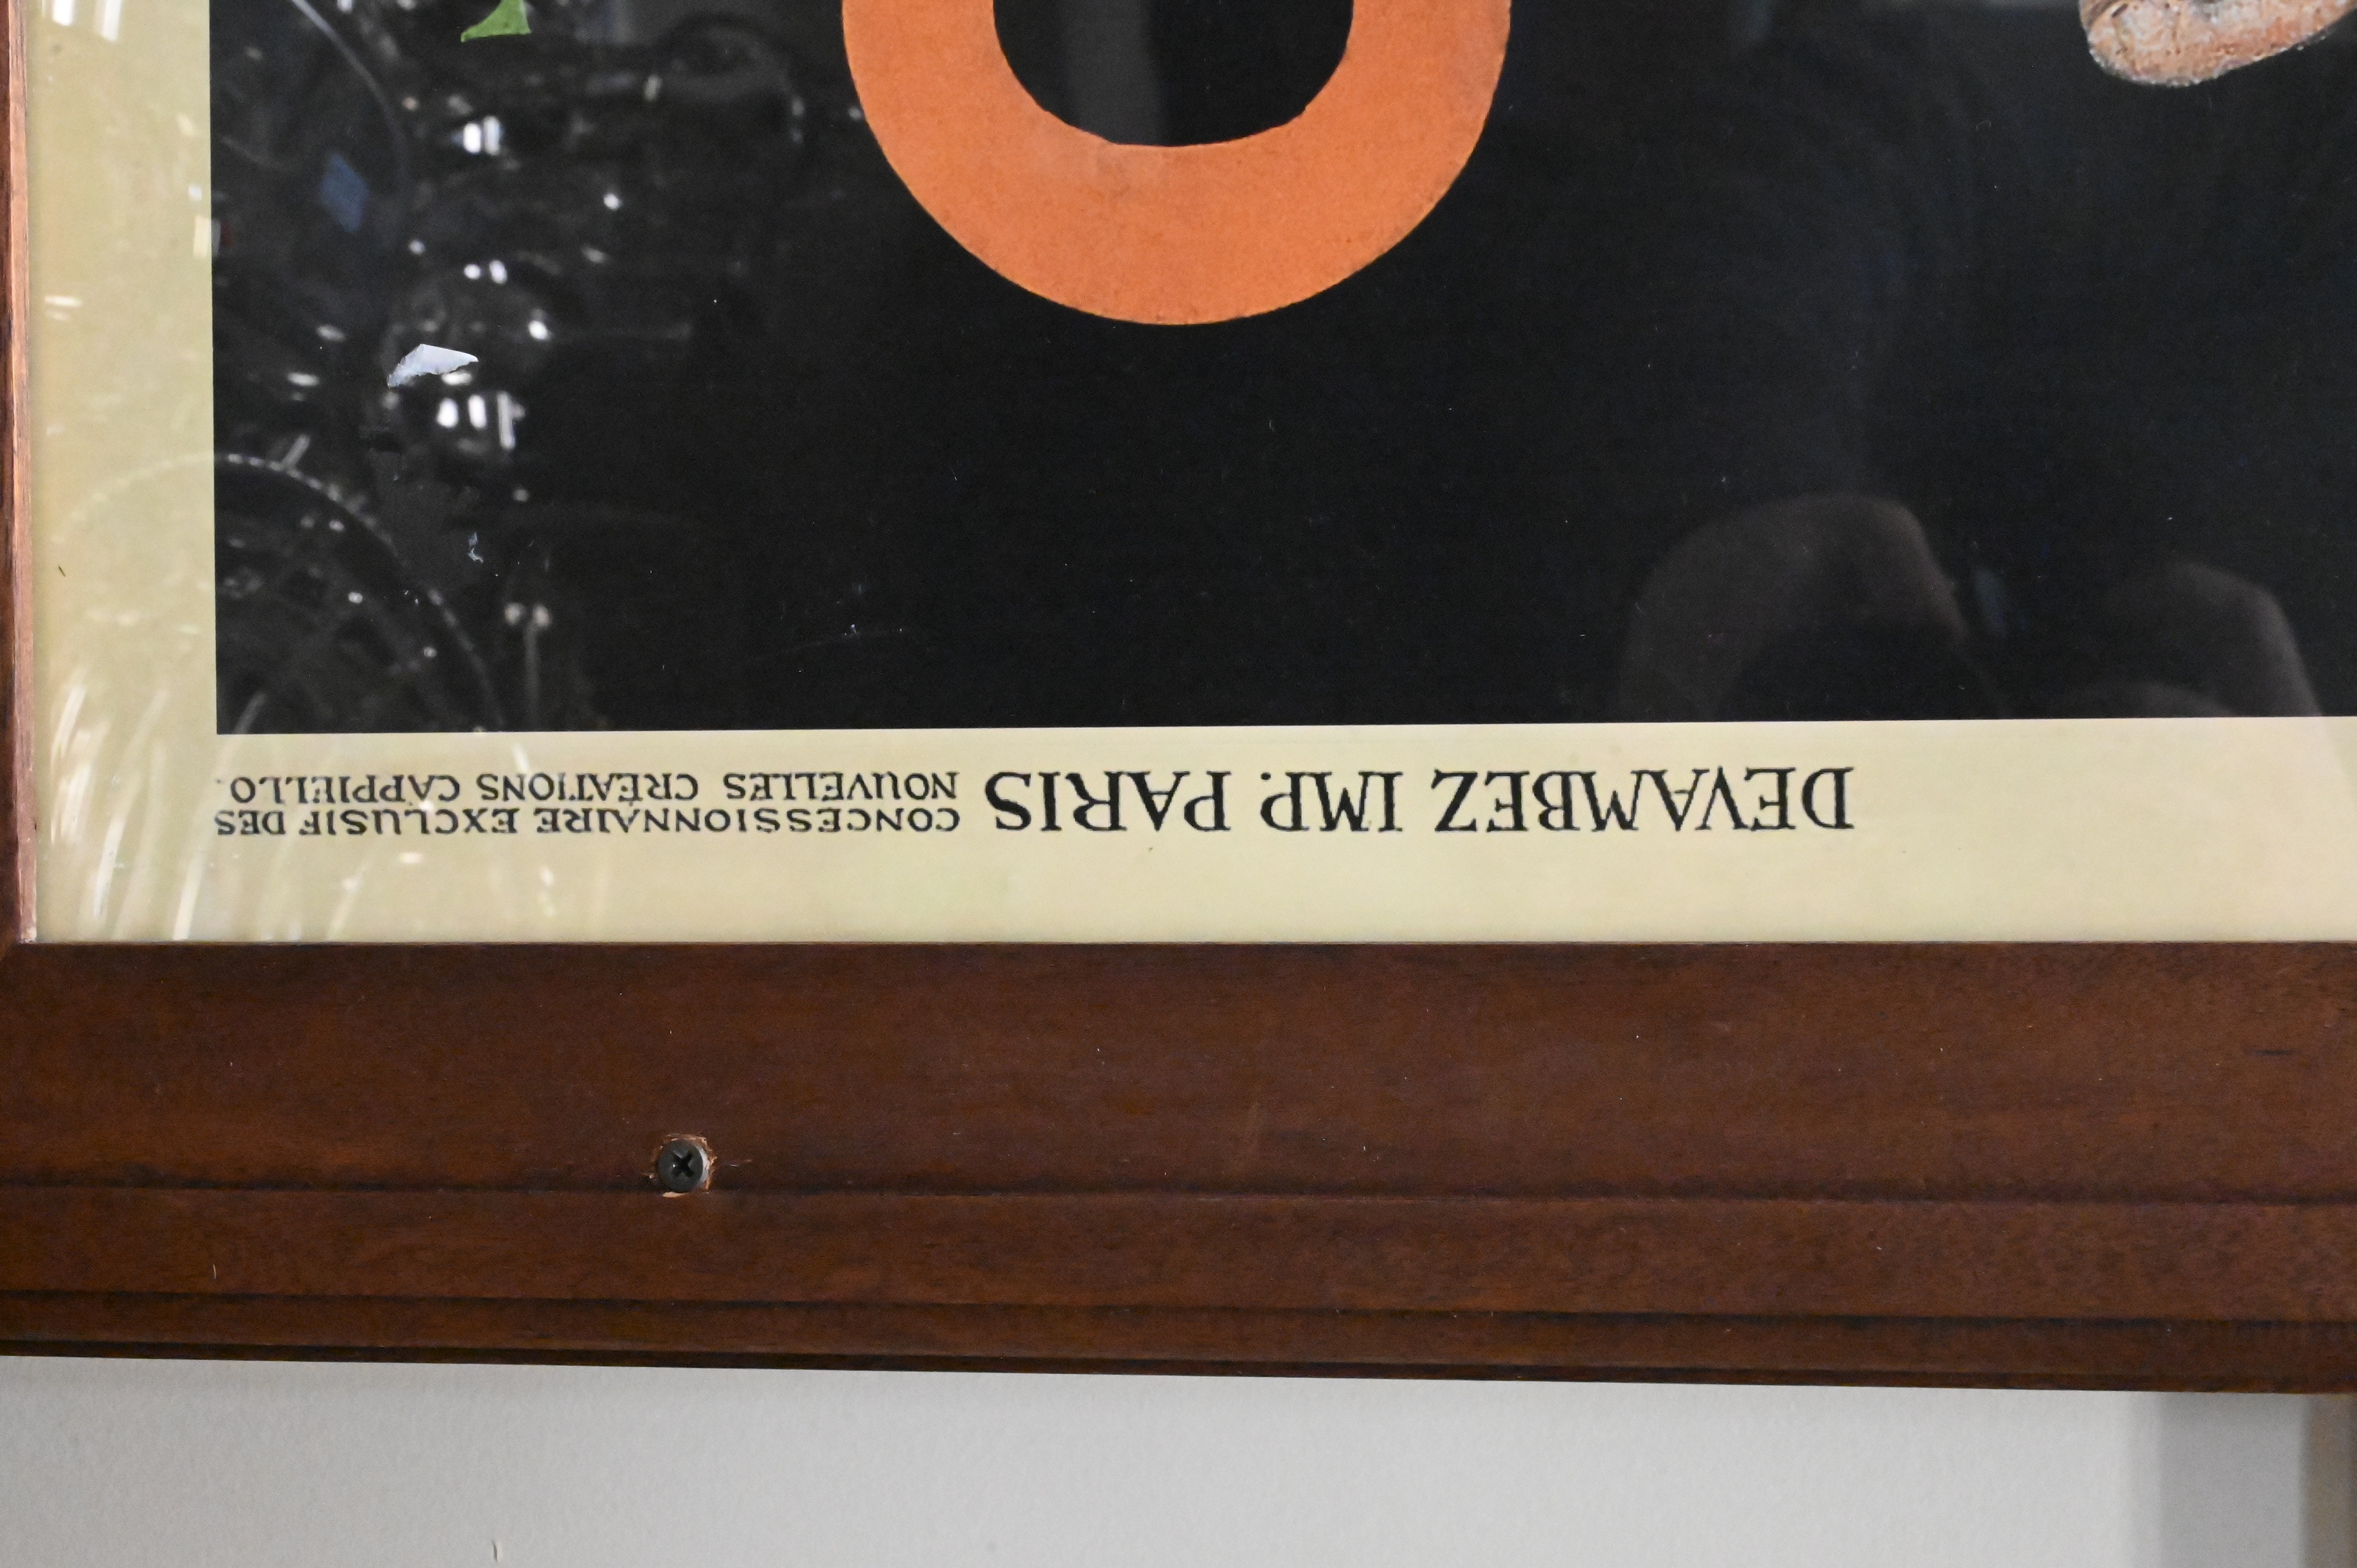 DEVAMBEZ IMP. PARIS
CONCESSIONNAIRE EXCLUSIF DES
NOUVELLES CRÉATIONS CAPPIELLO.